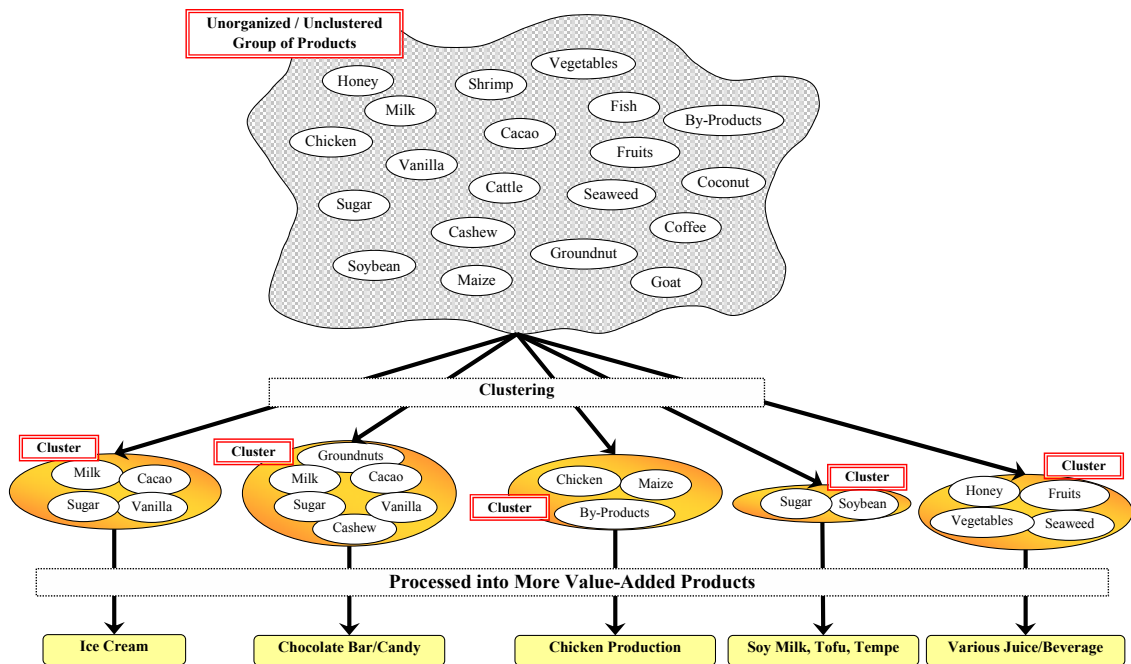 Unorganized / Unclustered
Group of Products
Vegetables
Honey
Shrimp
Milk
Fish
By-Products
Chicken
Cacao
Fruits
Vanilla
Cattle
Seaweed
Coconut
Sugar
Cashew
Coffee
Groundnut
Soybean
Maize
Goat
Clustering
Cluster
Milk
Cacao
Sugar
Vanilla
Cluster
Groundnuts
Milk
Cacao
Sugar
Vanilla
Cashew
Cluster
Chicken
Maize
By-Products
Cluster
Sugar
Soybean
Cluster
Honey
Fruits
Vegetables
Seaweed
Processed into More Value-Added Products
Ice Cream
Chocolate Bar/Candy
Chicken Production
Soy Milk, Tofu, Tempe
Various Juice/Beverage